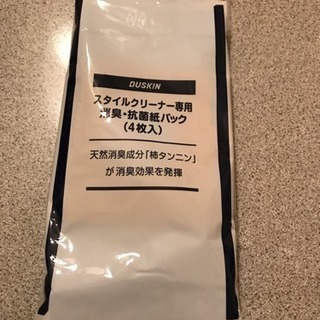 DUSKIN
スタイルクリーナー専用
消臭・抗菌紙パック
(4枚入)
天然消臭成分「柿タンニン」
が消臭効果を発揮